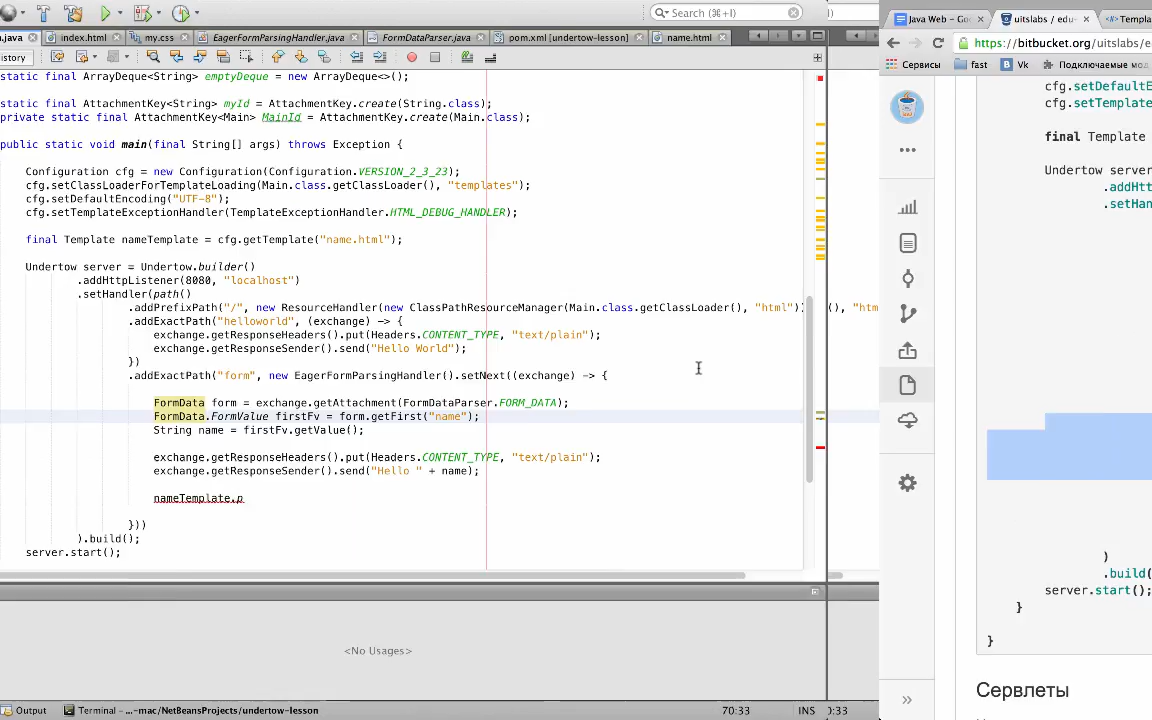 Search (⌘+I)
.java index.html my.css EagerFormParsingHandler.java FormDataParser.java pom.xml [undertow-lesson] name.html
istory
static final ArrayDeque<String> emptyDeque = new ArrayDeque<>();
static final AttachmentKey<String> myId = AttachmentKey.create(String.class);
private static final AttachmentKey<Main> MainId = AttachmentKey.create(Main.class);
public static void main(final String[] args) throws Exception {
Configuration cfg = new Configuration(Configuration.VERSION_2_3_23);
cfg.setClassLoaderForTemplateLoading(Main.class.getClassLoader(), "templates");
cfg.setDefaultEncoding("UTF-8");
cfg.setTemplateExceptionHandler(TemplateExceptionHandler.HTML_DEBUG_HANDLER);
final Template nameTemplate = cfg.getTemplate("name.html");
Undertow server = Undertow.builder()
.addHttpListener(8080, "localhost")
.setHandler(path()
.addPrefixPath("/", new ResourceHandler(new ClassPathResourceManager(Main.class.getClassLoader(), "html"))
.addExactPath("helloworld", (exchange) -> {
exchange.getResponseHeaders().put(Headers.CONTENT_TYPE, "text/plain");
exchange.getResponseSender().send("Hello World");
})
.addExactPath("form", new EagerFormParsingHandler().setNext((exchange) -> {
FormData form = exchange.getAttachment(FormDataParser.FORM_DATA);
FormData.FormValue firstFv = form.getFirst("name");
String name = firstFv.getValue();
exchange.getResponseHeaders().put(Headers.CONTENT_TYPE, "text/plain");
exchange.getResponseSender().send("Hello " + name);
nameTemplate.p
}))
).build();
server.start();
<No Usages>
Output Terminal – ...-mac/NetBeansProjects/undertow-lesson 70:33 INS
)
(), "htm
0:33
Java Web – Goo uitslabs / edu- Templa
https://bitbucket.org/uitslabs/e
Сервисы fast Vk Подключаемые мод
cfg.setDefaultE
cfg.setTemplate
final Template
Undertow server
.addHtt
.setHan
)
.build(
server.start();
}
}
Сервлеты